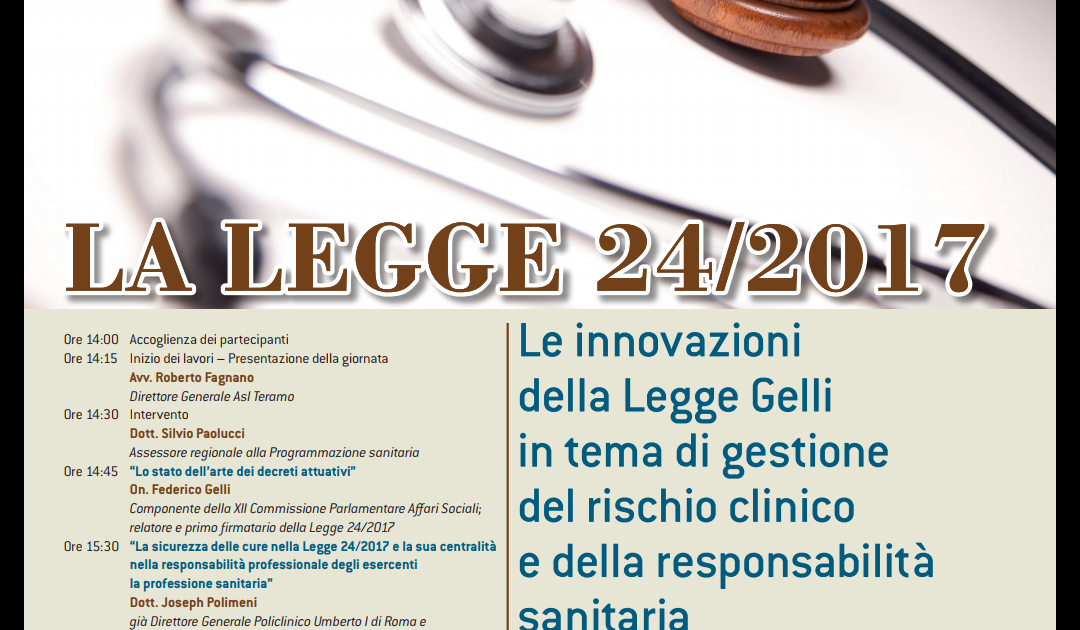 LA LEGGE 24/2017
Ore 14:00 Accoglienza dei partecipanti
Ore 14:15 Inizio dei lavori – Presentazione della giornata
Avv. Roberto Fagnano
Direttore Generale Asl Teramo
Ore 14:30 Intervento
Dott. Silvio Paolucci
Assessore regionale alla Programmazione sanitaria
Ore 14:45 “Lo stato dell’arte dei decreti attuativi”
On. Federico Gelli
Componente della XII Commissione Parlamentare Affari Sociali;
relatore e primo firmatario della Legge 24/2017
Ore 15:30 “La sicurezza delle cure nella Legge 24/2017 e la sua centralità
nella responsabilità professionale degli esercenti
la professione sanitaria”
Dott. Joseph Polimeni
già Direttore Generale Policlinico Umberto I di Roma e
Le innovazioni
della Legge Gelli
in tema di gestione
del rischio clinico
e della responsabilità
sanitaria